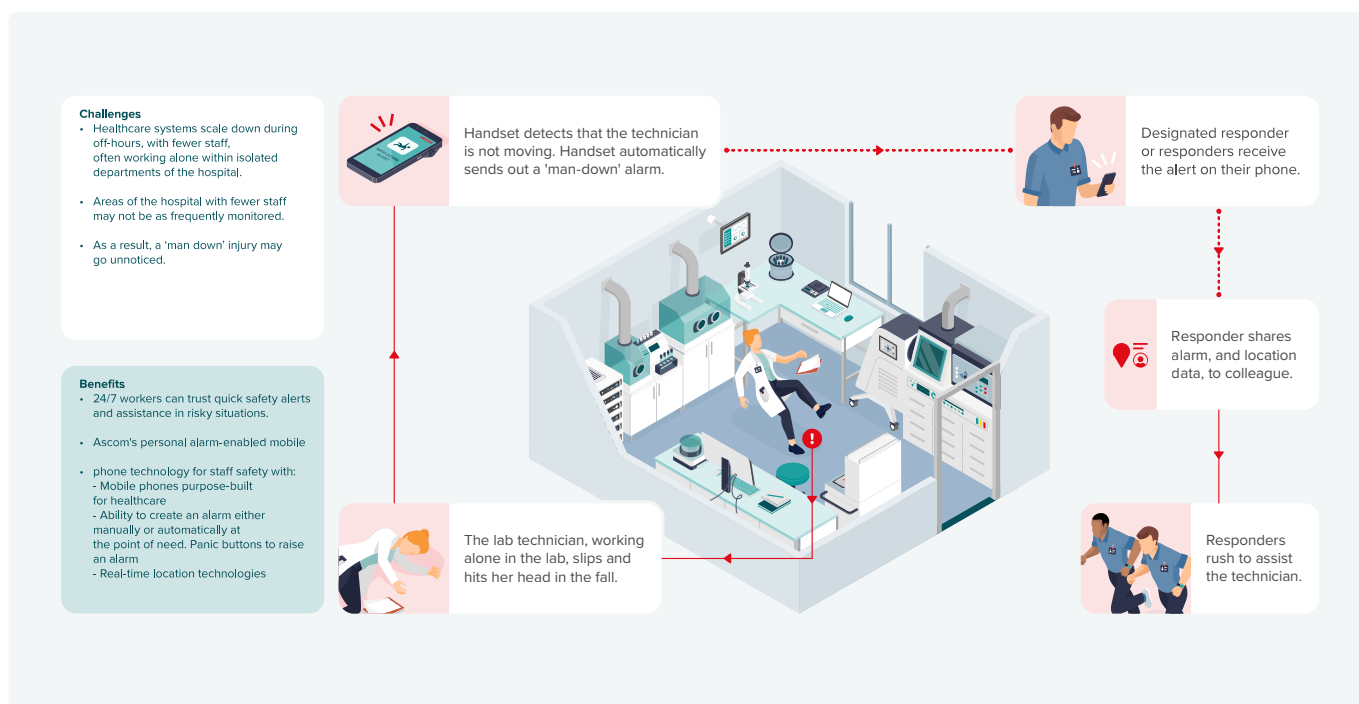 Challenges
• Healthcare systems scale down during
off-hours, with fewer staff,
often working alone within isolated
departments of the hospital.
• Areas of the hospital with fewer staff
may not be as frequently monitored.
• As a result, a ‘man down’ injury may
go unnoticed.
Benefits
• 24/7 workers can trust quick safety alerts
and assistance in risky situations.
• Ascom's personal alarm-enabled mobile
• phone technology for staff safety with:
- Mobile phones purpose-built
for healthcare
- Ability to create an alarm either
manually or automatically at
the point of need. Panic buttons to raise
an alarm
- Real-time location technologies
Handset detects that the technician
is not moving. Handset automatically
sends out a 'man-down' alarm.
Designated responder
or responders receive
the alert on their phone.
Responder shares
alarm, and location
data, to colleague.
!
The lab technician, working
alone in the lab, slips and
hits her head in the fall.
Responders
rush to assist
the technician.